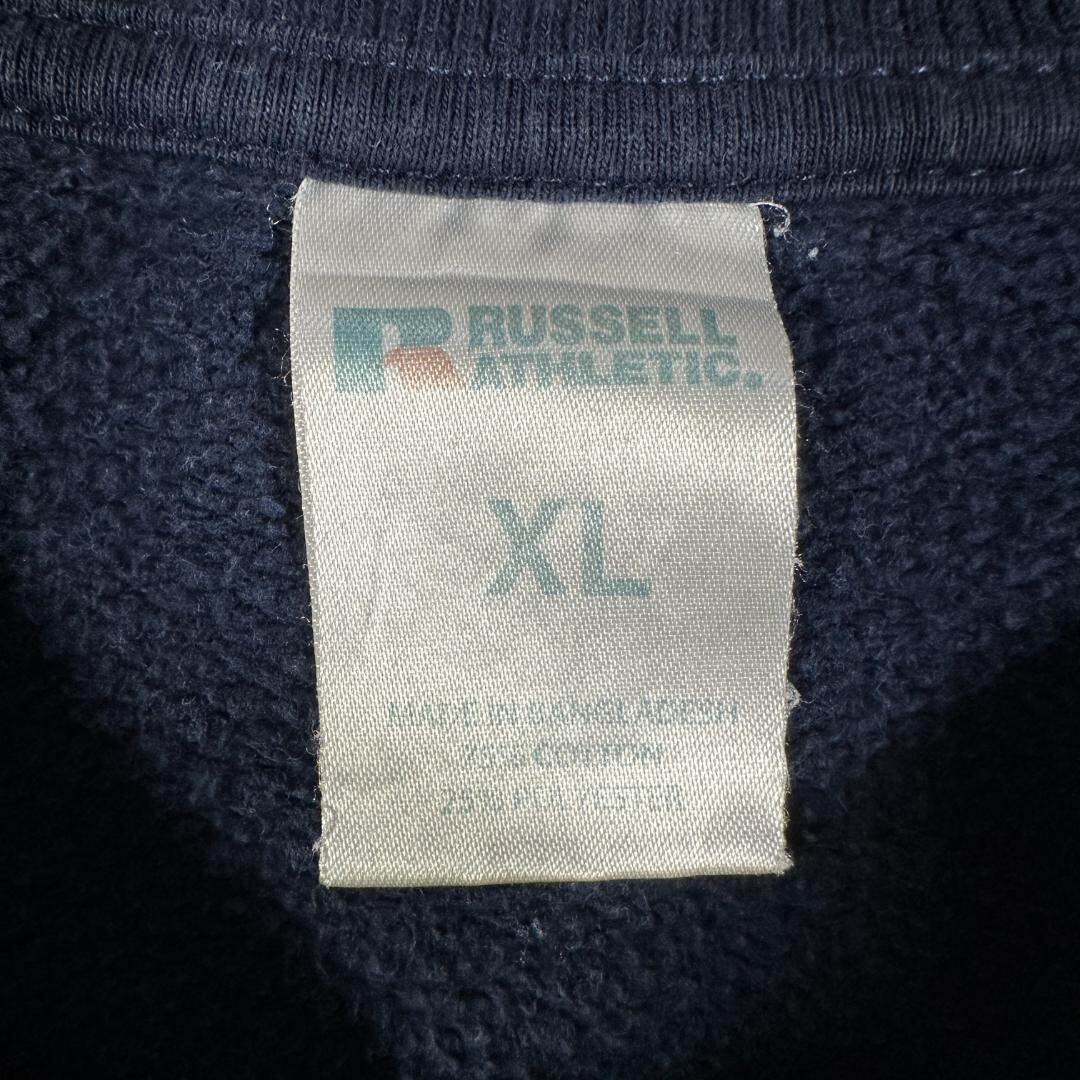 R RUSSELL
ATHLETIC®
XL
MADE IN BANGLADESH
75% COTTON
25% POLYESTER